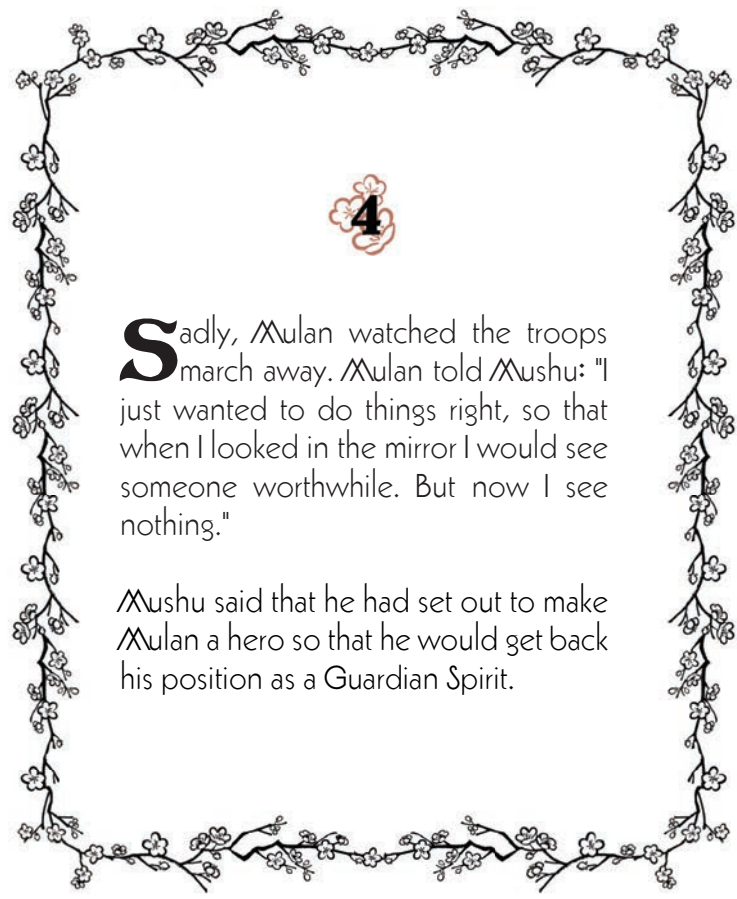 4
Sadly, Mulan watched the troops
march away. Mulan told Mushu: "I
just wanted to do things right, so that
when I looked in the mirror I would see
someone worthwhile. But now I see
nothing."
Mushu said that he had set out to make
Mulan a hero so that he would get back
his position as a Guardian Spirit.